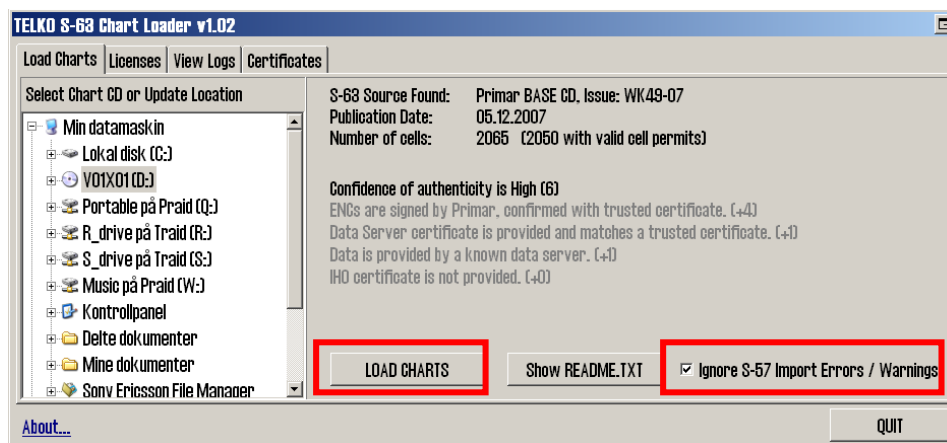 TELKO S-63 Chart Loader v1.02
Load Charts
Licenses
View Logs
Certificates
Select Chart CD or Update Location
Min datamaskin
Lokal disk (C:)
V01X01 (D:)
Portable på Praid (Q:)
R_drive på Traid (R:)
S_drive på Traid (S:)
Music på Praid (W:)
Kontrollpanel
Delte dokumenter
Mine dokumenter
Sony Ericsson File Manager
S-63 Source Found: Primar BASE CD, Issue: WK49-07
Publication Date: 05.12.2007
Number of cells: 2065 (2050 with valid cell permits)
Confidence of authenticity is High (6)
ENCs are signed by Primar, confirmed with trusted certificate. (+4)
Data Server certificate is provided and matches a trusted certificate. (+1)
Data is provided by a known data server. (+1)
IHO certificate is not provided. (+0)
LOAD CHARTS
Show README.TXT
Ignore S-57 Import Errors / Warnings
About...
QUIT